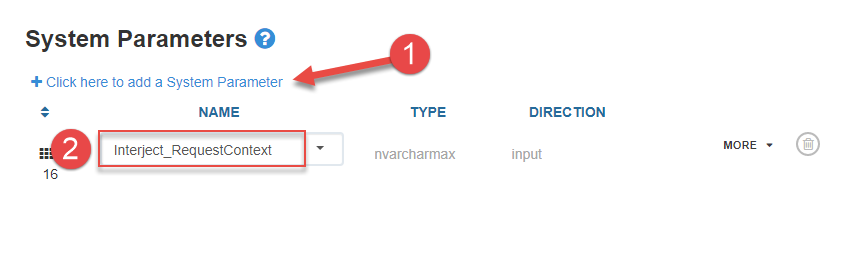 System Parameters ?
1
+ Click here to add a System Parameter
NAME TYPE DIRECTION
2 Interject_RequestContext nvarcharmax input MORE
16